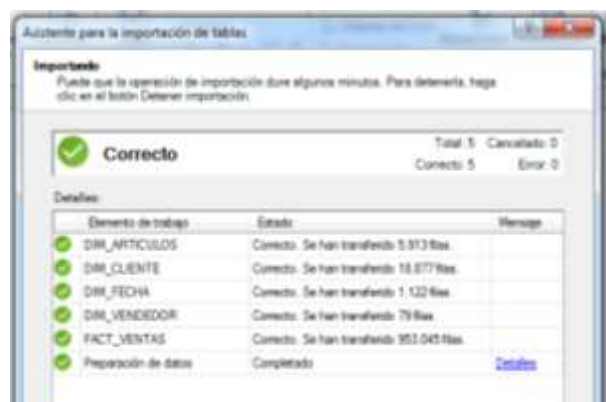 Asistente para la importación de tablas
Importando
Puede que la operación de importación dure algunos minutos. Para detenerla, haga
clic en el botón Detener importación.
Correcto
Total: 5 Cancelado: 0
Correcto: 5 Error: 0
Detalles:
Elemento de trabajo Estado Mensaje
DIM_ARTICULOS Correcto. Se han transferido 5.913 filas.
DIM_CLIENTE Correcto. Se han transferido 18.877 filas.
DIM_FECHA Correcto. Se han transferido 1.122 filas.
DIM_VENDEDOR Correcto. Se han transferido 79 filas.
FACT_VENTAS Correcto. Se han transferido 953.045 filas.
Preparación de datos Completado Detalles